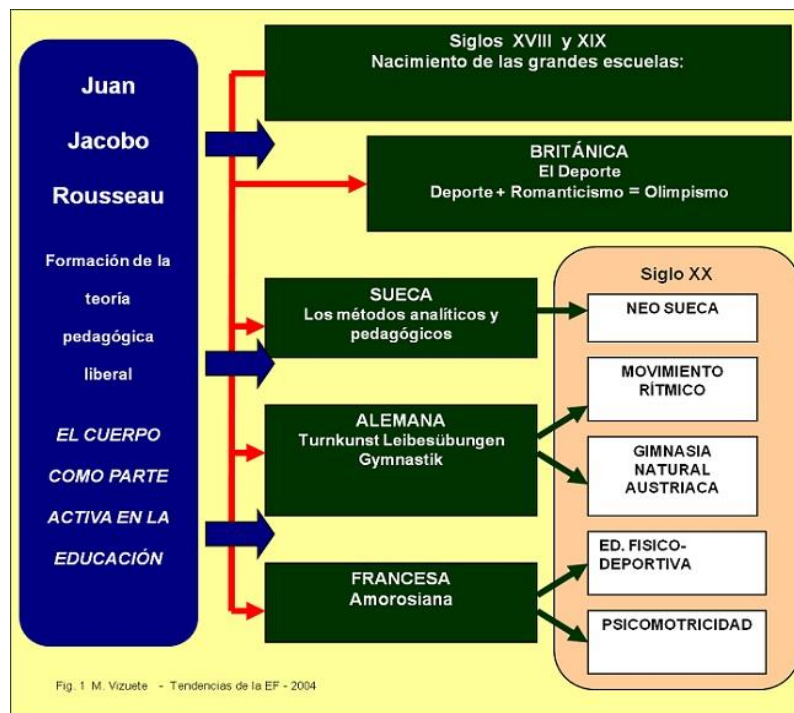 Juan
Jacobo
Rousseau
Formación de la
teoría
pedagógica
liberal
EL CUERPO
COMO PARTE
ACTIVA EN LA
EDUCACIÓN
Siglos XVIII y XIX
Nacimiento de las grandes escuelas:
BRITÁNICA
El Deporte
Deporte + Romanticismo = Olimpismo
SUECA
Los métodos analíticos y
pedagógicos
ALEMANA
Turnkunst Leibesübungen
Gymnastik
FRANCESA
Amorosiana
Siglo XX
NEO SUECA
MOVIMIENTO
RÍTMICO
GIMNASIA
NATURAL
AUSTRIACA
ED. FISICO-
DEPORTIVA
PSICOMOTRICIDAD
Fig. 1 M. Vizuete - Tendencias de la EF - 2004